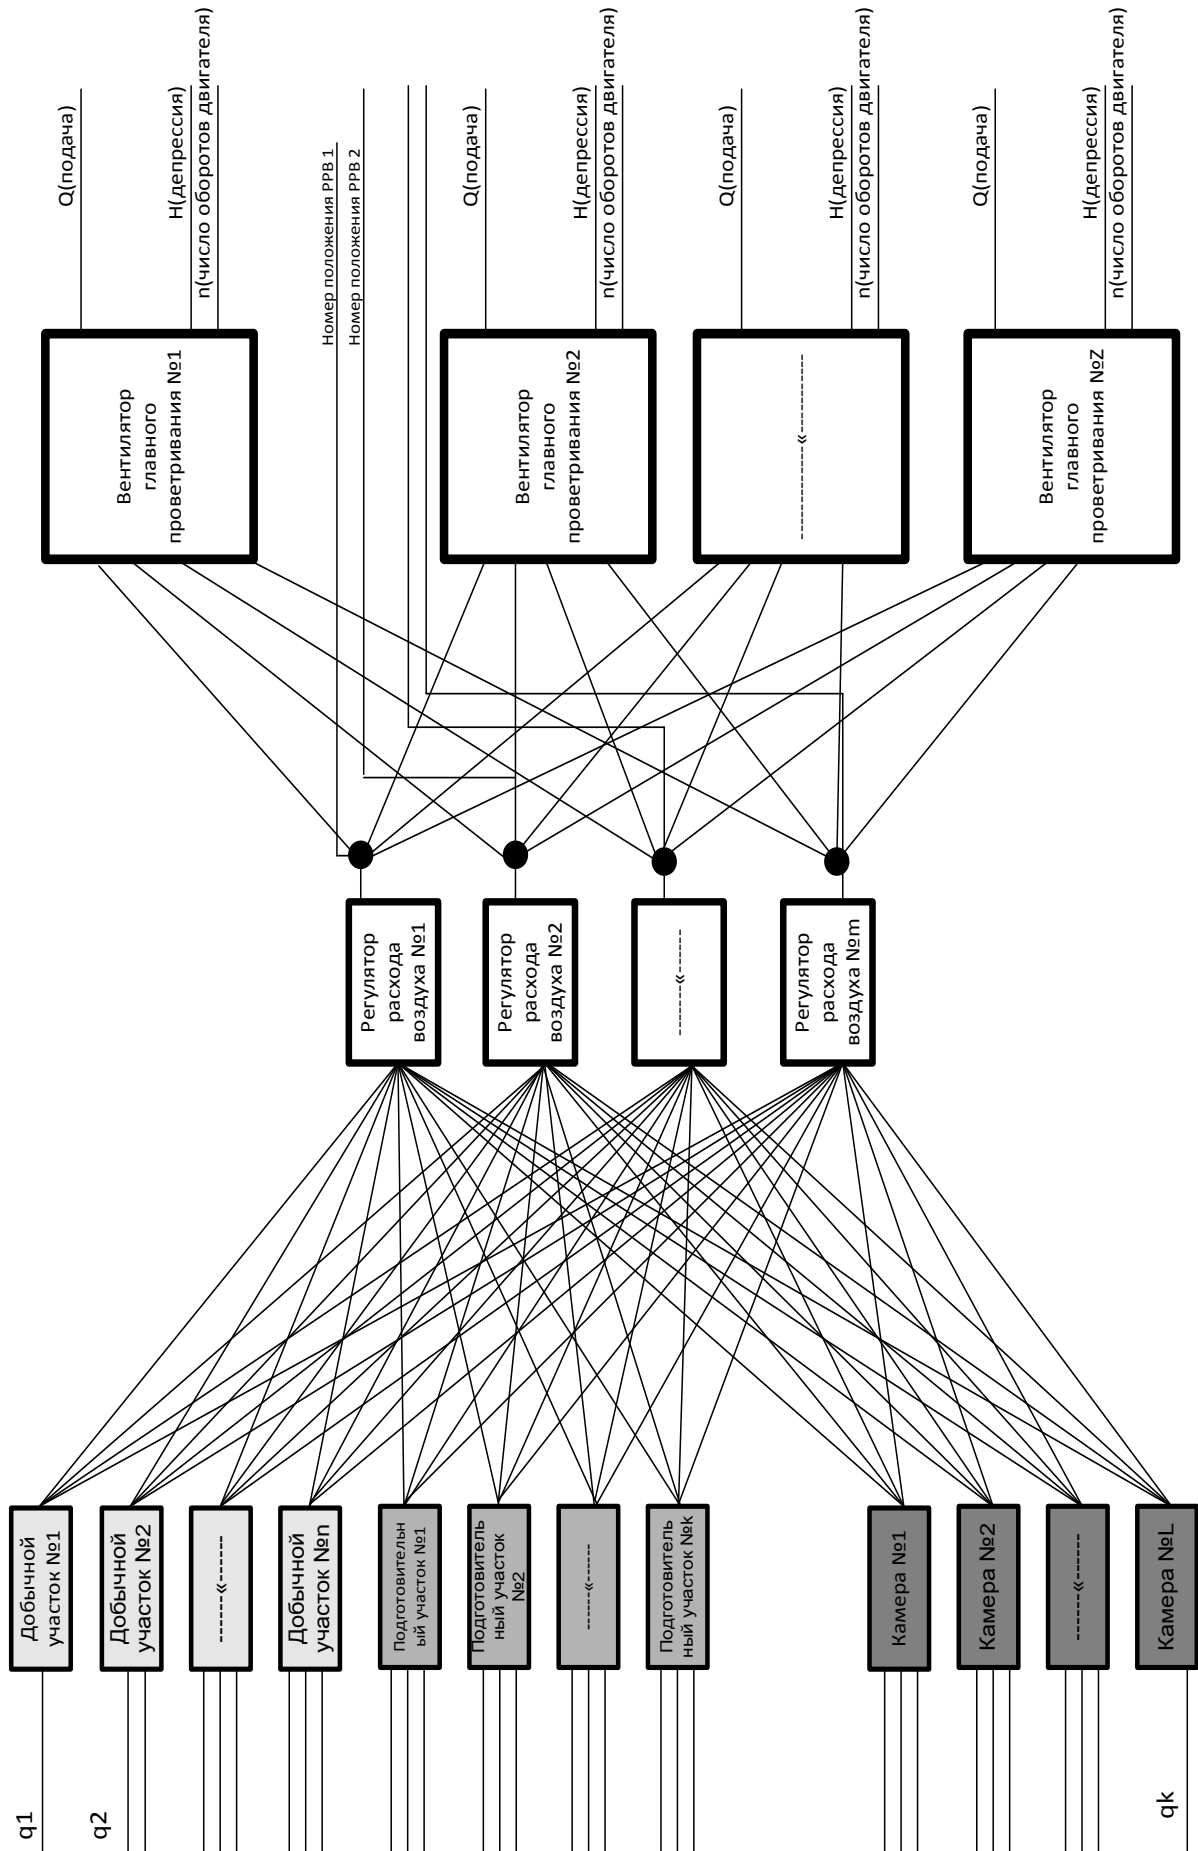 q1
q2
qk
Добычной
участок №1
Добычной
участок №2
------«------
Добычной
участок №n
Подготовительн
ый участок №1
Подготовитель
ный участок
№2
------«------
Подготовитель
ный участок №k
Камера №1
Камера №2
------«------
Камера №L
Регулятор
расхода
воздуха №1
Регулятор
расхода
воздуха №2
--------«------
Регулятор
расхода
воздуха №m
Номер положения РРВ 1
Номер положения РРВ 2
Вентилятор
главного
проветривания №1
Q(подача)
H(депрессия)
n(число оборотов двигателя)
Вентилятор
главного
проветривания №2
Q(подача)
H(депрессия)
n(число оборотов двигателя)
----------------«--------------
Q(подача)
H(депрессия)
n(число оборотов двигателя)
Вентилятор
главного
проветривания №Z
Q(подача)
H(депрессия)
n(число оборотов двигателя)